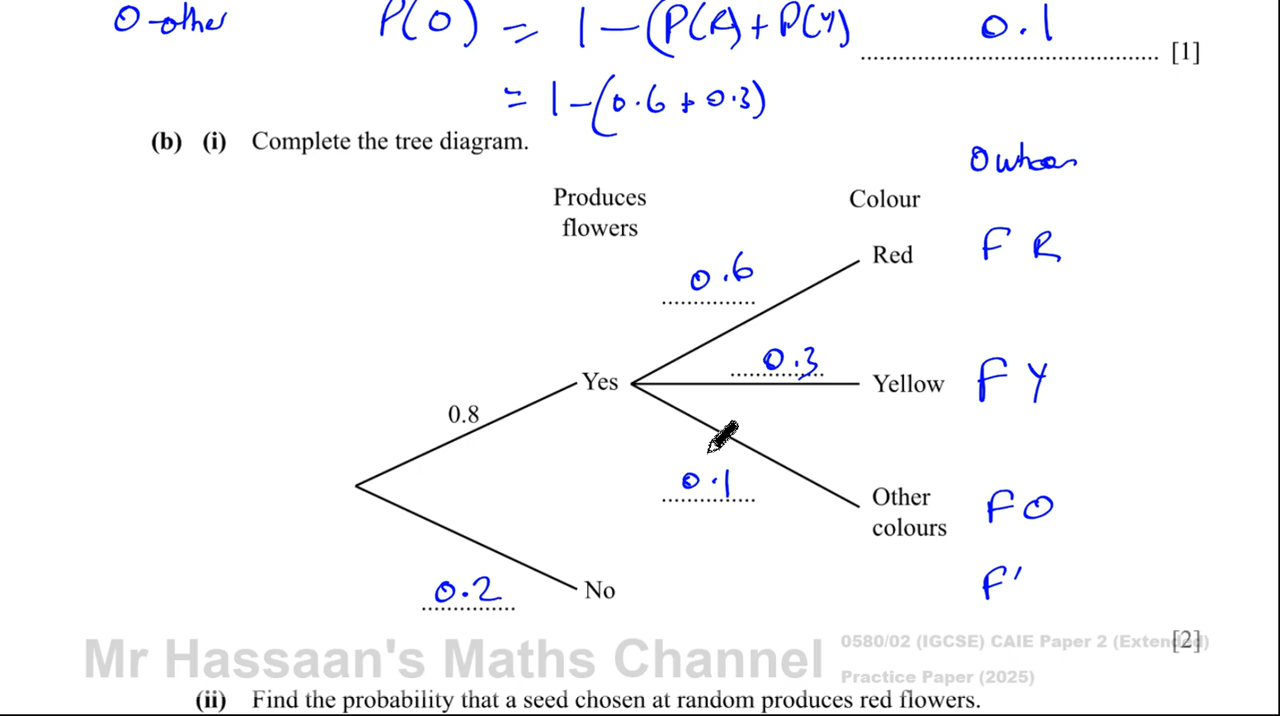 O-other P(O) = 1-(P(R)+P(Y) 0.1
[1]
= 1-(0.6+0.3)
(b) (i) Complete the tree diagram.
Produces flowers
Colour
0.6
Red
F R
0.3
Yes
Yellow
F Y
0.8
0.1
Other colours
F O
0.2
No
F'
[2]
Mr Hassaan's Maths Channel
0580/02 (IGCSE) CAIE Paper 2 (Extended)
Practice Paper (2025)
(ii) Find the probability that a seed chosen at random produces red flowers.